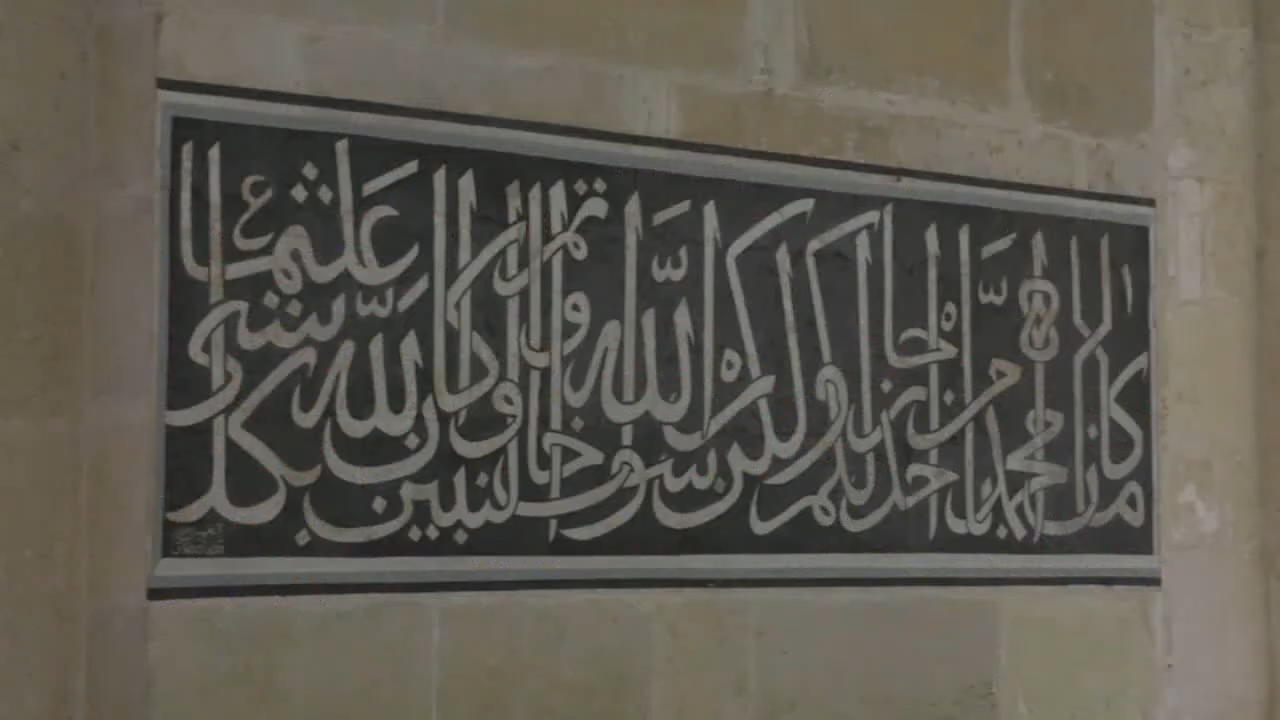 ما كان محمد أبا أحد من رجالكم ولكن رسول الله وخاتم النبيين وكان الله بكل شيء عليما